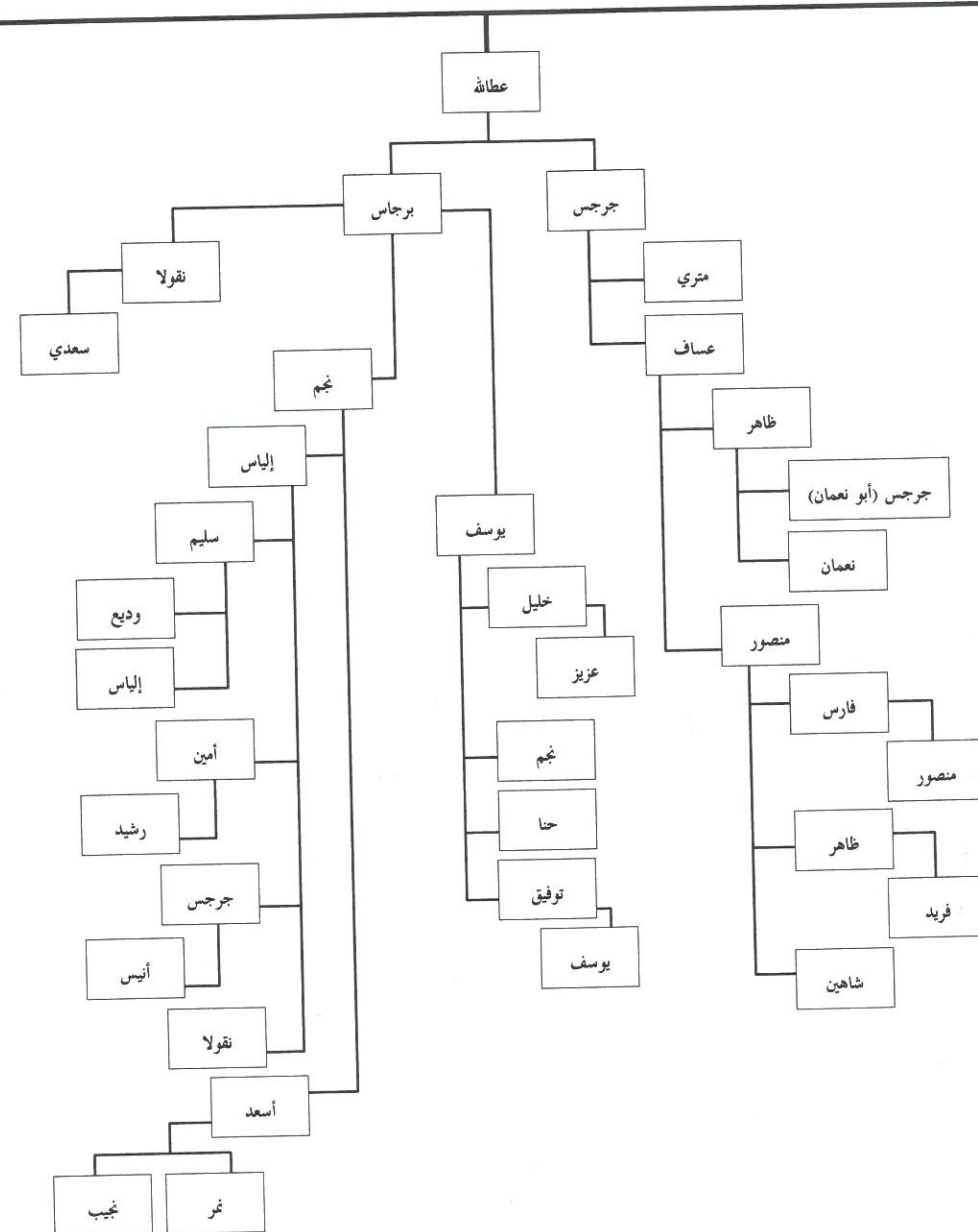 عطالله
جرجس
برجاس
متري
عساف
ظاهر
جرجس (أبو نعمان)
نعمان
منصور
فارس
منصور
ظاهر
فريد
شاهين
يوسف
خليل
عزيز
نجم
حنا
توفيق
يوسف
نجم
إلياس
سليم
وديع
إلياس
أمين
رشيد
جرجس
أنيس
نقولا
أسعد
نمر
نجيب
نقولا
سعدي